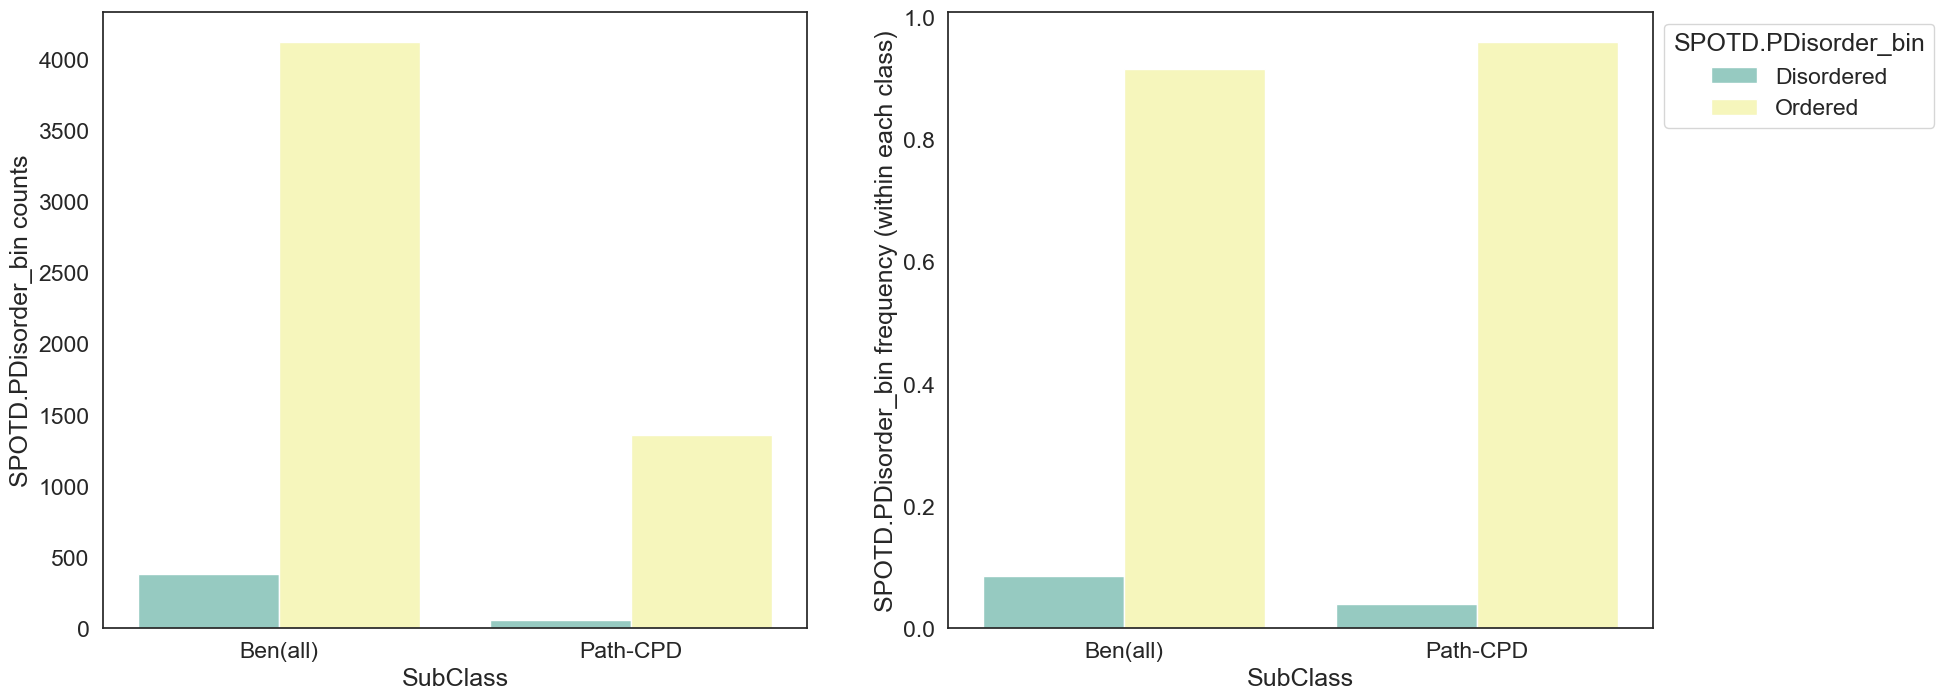 SPOTD.PDisorder_bin counts
4000
3500
3000
2500
2000
1500
1000
500
0
Ben(all)
Path-CPD
SubClass
SPOTD.PDisorder_bin frequency (within each class)
1.0
0.8
0.6
0.4
0.2
0.0
Ben(all)
Path-CPD
SubClass
SPOTD.PDisorder_bin
Disordered
Ordered